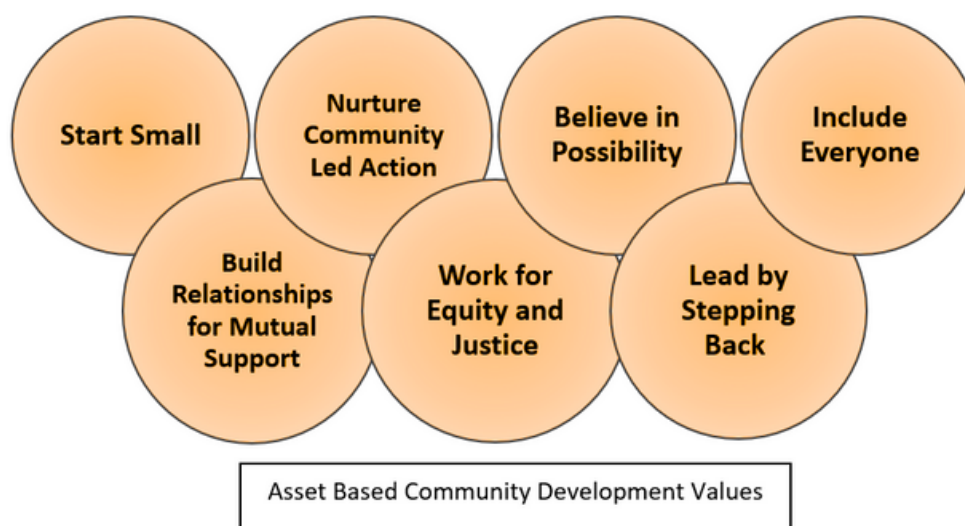 Start Small
Nurture
Community
Led Action
Believe in
Possibility
Include
Everyone
Build
Relationships
for Mutual
Support
Work for
Equity and
Justice
Lead by
Stepping
Back
Asset Based Community Development Values